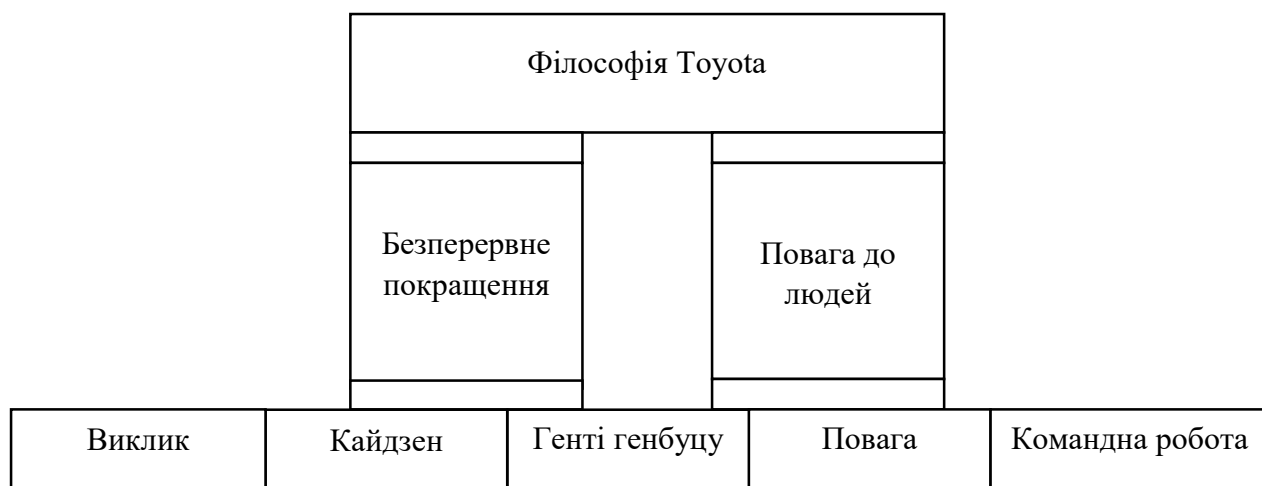 Філософія Toyota
Безперервне
покращення
Повага до
людей
Виклик
Кайдзен
Генті генбуцу
Повага
Командна робота